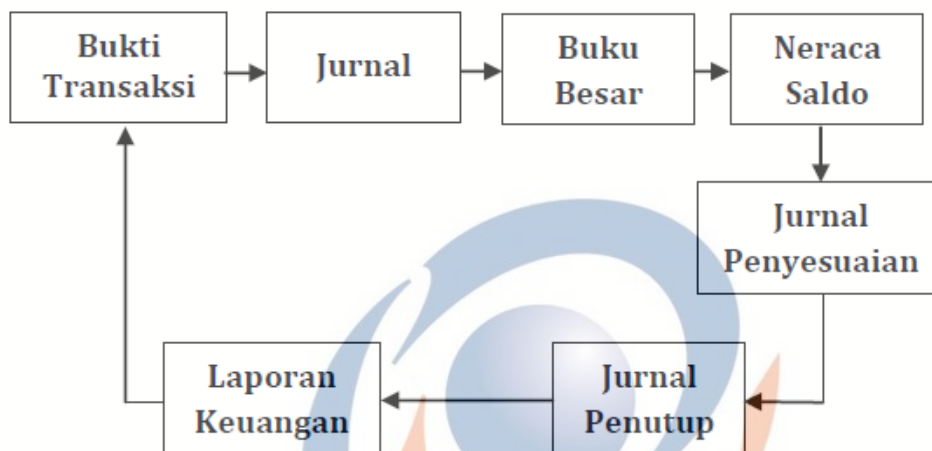 Bukti
Transaksi
Jurnal
Buku
Besar
Neraca
Saldo
Jurnal
Penyesuaian
Jurnal
Penutup
Laporan
Keuangan